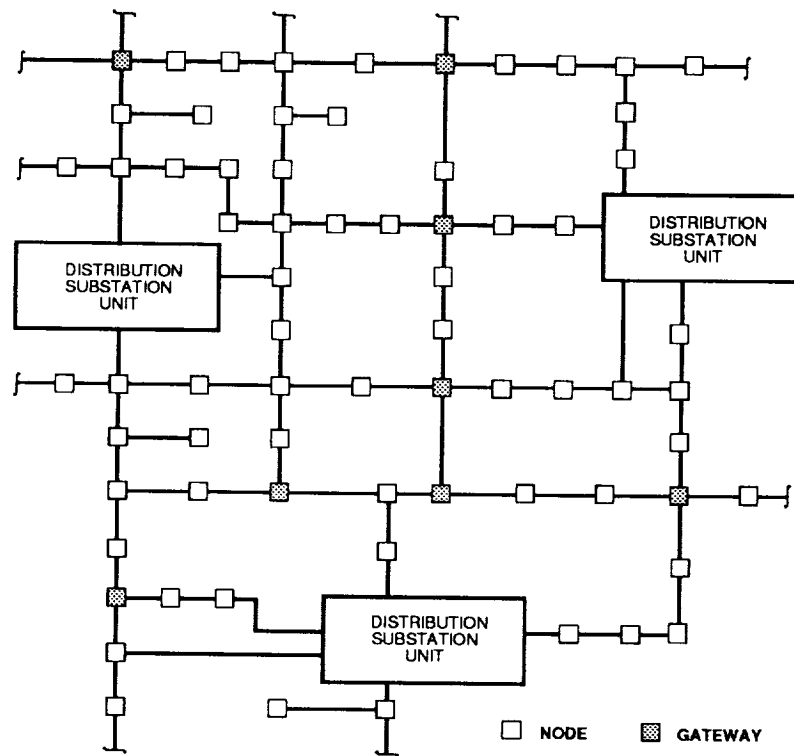 DISTRIBUTION
SUBSTATION
UNIT
DISTRIBUTION
SUBSTATION
UNIT
DISTRIBUTION
SUBSTATION
UNIT
NODE
GATEWAY